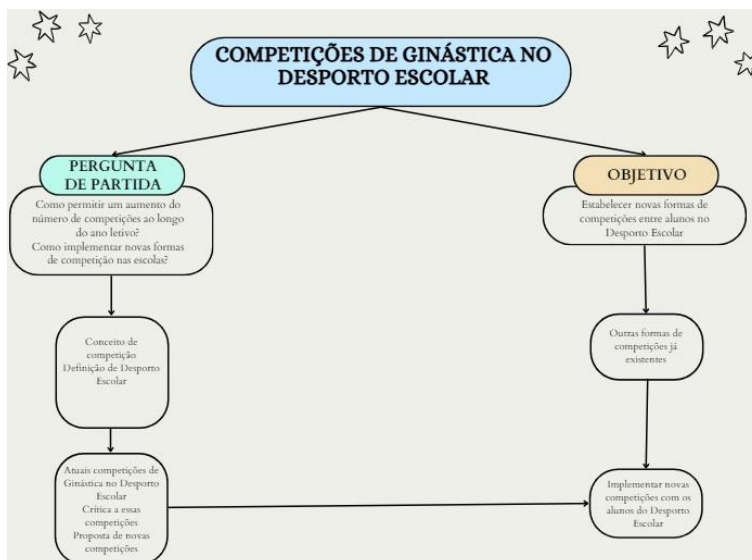 COMPETIÇÕES DE GINÁSTICA NO
DESPORTO ESCOLAR
PERGUNTA
DE PARTIDA
Como permitir um aumento do
número de competições ao longo
do ano letivo?
Como implementar novas formas
de competição nas escolas?
Conceito de
competição
Definição de Desporto
Escolar
Atuais competições de
Ginástica no Desporto
Escolar
Crítica a essas
competições
Proposta de novas
competições
OBJETIVO
Estabelecer novas formas de
competições entre alunos no
Desporto Escolar
Outras formas de
competições já
existentes
Implementar novas
competições com os
alunos do Desporto
Escolar